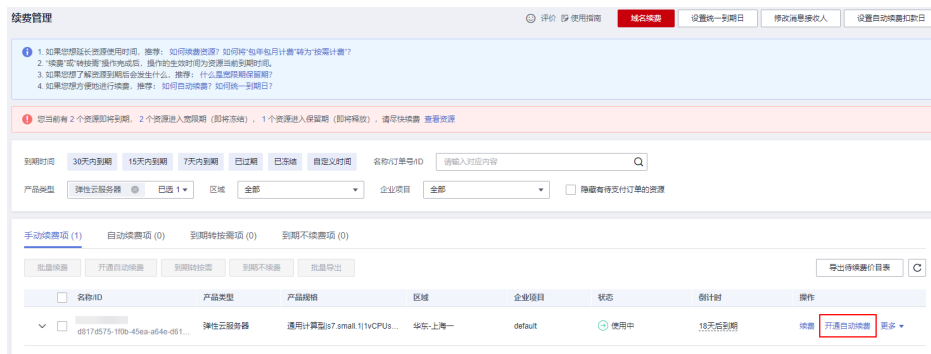 续费管理
评价 使用指南 域名续费 设置统一到期日 修改消息接收人 设置自动续费扣款日
1. 如果您想延长资源使用时间，推荐： 如何续费资源? 如何将"包年包月计费"转为"按需计费"?
2. "续费"或"转按需"操作完成后，操作的生效时间为资源当前到期时间。
3. 如果您想了解资源到期后会发生什么，推荐： 什么是宽限期保留期?
4. 如果您想方便地进行续费，推荐： 如何自动续费? 如何统一到期日?
您当前有 2 个资源即将到期， 2 个资源进入宽限期（即将冻结）， 1 个资源进入保留期（即将释放），请尽快续费 查看资源
到期时间 30天内到期 15天内到期 7天内到期 已过期 已冻结 自定义时间 名称/订单号/ID 请输入对应内容
产品类型 弹性云服务器 已选 1 区域 全部 企业项目 全部 隐藏有待支付订单的资源
手动续费项 (1) 自动续费项 (0) 到期转按需项 (0) 到期不续费项 (0)
批量续费 开通自动续费 到期转按需 到期不续费 批量导出 导出待续费价目表
名称/ID 产品类型 产品规格 区域 企业项目 状态 倒计时 操作
d817d575-1f0b-45ea-a64e-d61... 弹性云服务器 通用计算型|s7.small.1|1vCPUs... 华东-上海一 default 使用中 18天后到期 续费 开通自动续费 更多